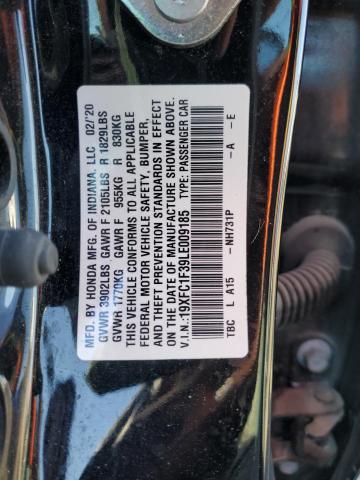 MFD. BY HONDA MFG. OF INDIANA, LLC 02/'20
GVWR 3902LBS GAWR F 2105LBS R 1829LBS
GVWR 1770KG GAWR F 955KG R 830KG
THIS VEHICLE CONFORMS TO ALL APPLICABLE
FEDERAL MOTOR VEHICLE SAFETY, BUMPER,
AND THEFT PREVENTION STANDARDS IN EFFECT
ON THE DATE OF MANUFACTURE SHOWN ABOVE.
V.I.N.:19XFC1F39LE009185 TYPE: PASSENGER CAR
TBC L A15 -NH731P -A -E